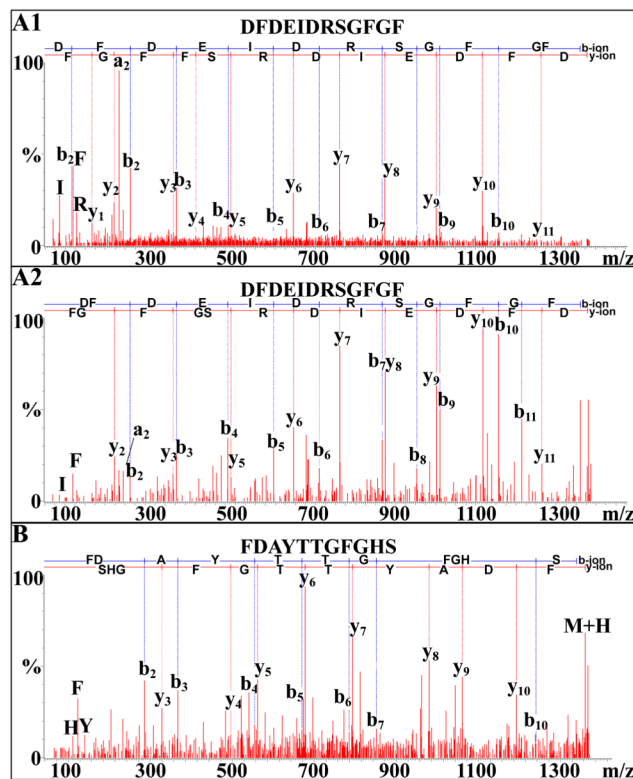 A1 DFDEIDRSGFGF
D F D E I D R S G F GF b-ion
F G F F S R D I E D F D y-ion
100 a₂
b₂ F b₂ y₇
% I y₂ y₃ b₃ y₆ y₈ y₁₀
R y₁ y₄ b₄ y₅ b₅ b₆ b₇ y₉ b₉ b₁₀ y₁₁
0
100 300 500 700 900 1100 1300 m/z
A2 DFDEIDRSGFGF
DF D E I D R S G F G F b-ion
FG F GS R D I E D F D y-ion
100 y₇ y₁₀ b₁₀
b₇ y₈ y₉
% a₂ b₄ y₆ b₉ b₁₁
F y₂ y₃ b₃ y₅ b₅ b₆ b₈ y₁₁
I b₂
0
100 300 500 700 900 1100 1300 m/z
B FDAYTTGFGHS
FD A Y T T G FGH S b-ion
SHG F G T T Y A D F y-ion
100 y₆
y₇ M+H
% b₂ b₃ y₅ y₈ y₉
F y₃ y₄ b₄ b₅ b₆ y₁₀
H Y b₇ b₁₀
0
100 300 500 700 900 1100 1300 m/z